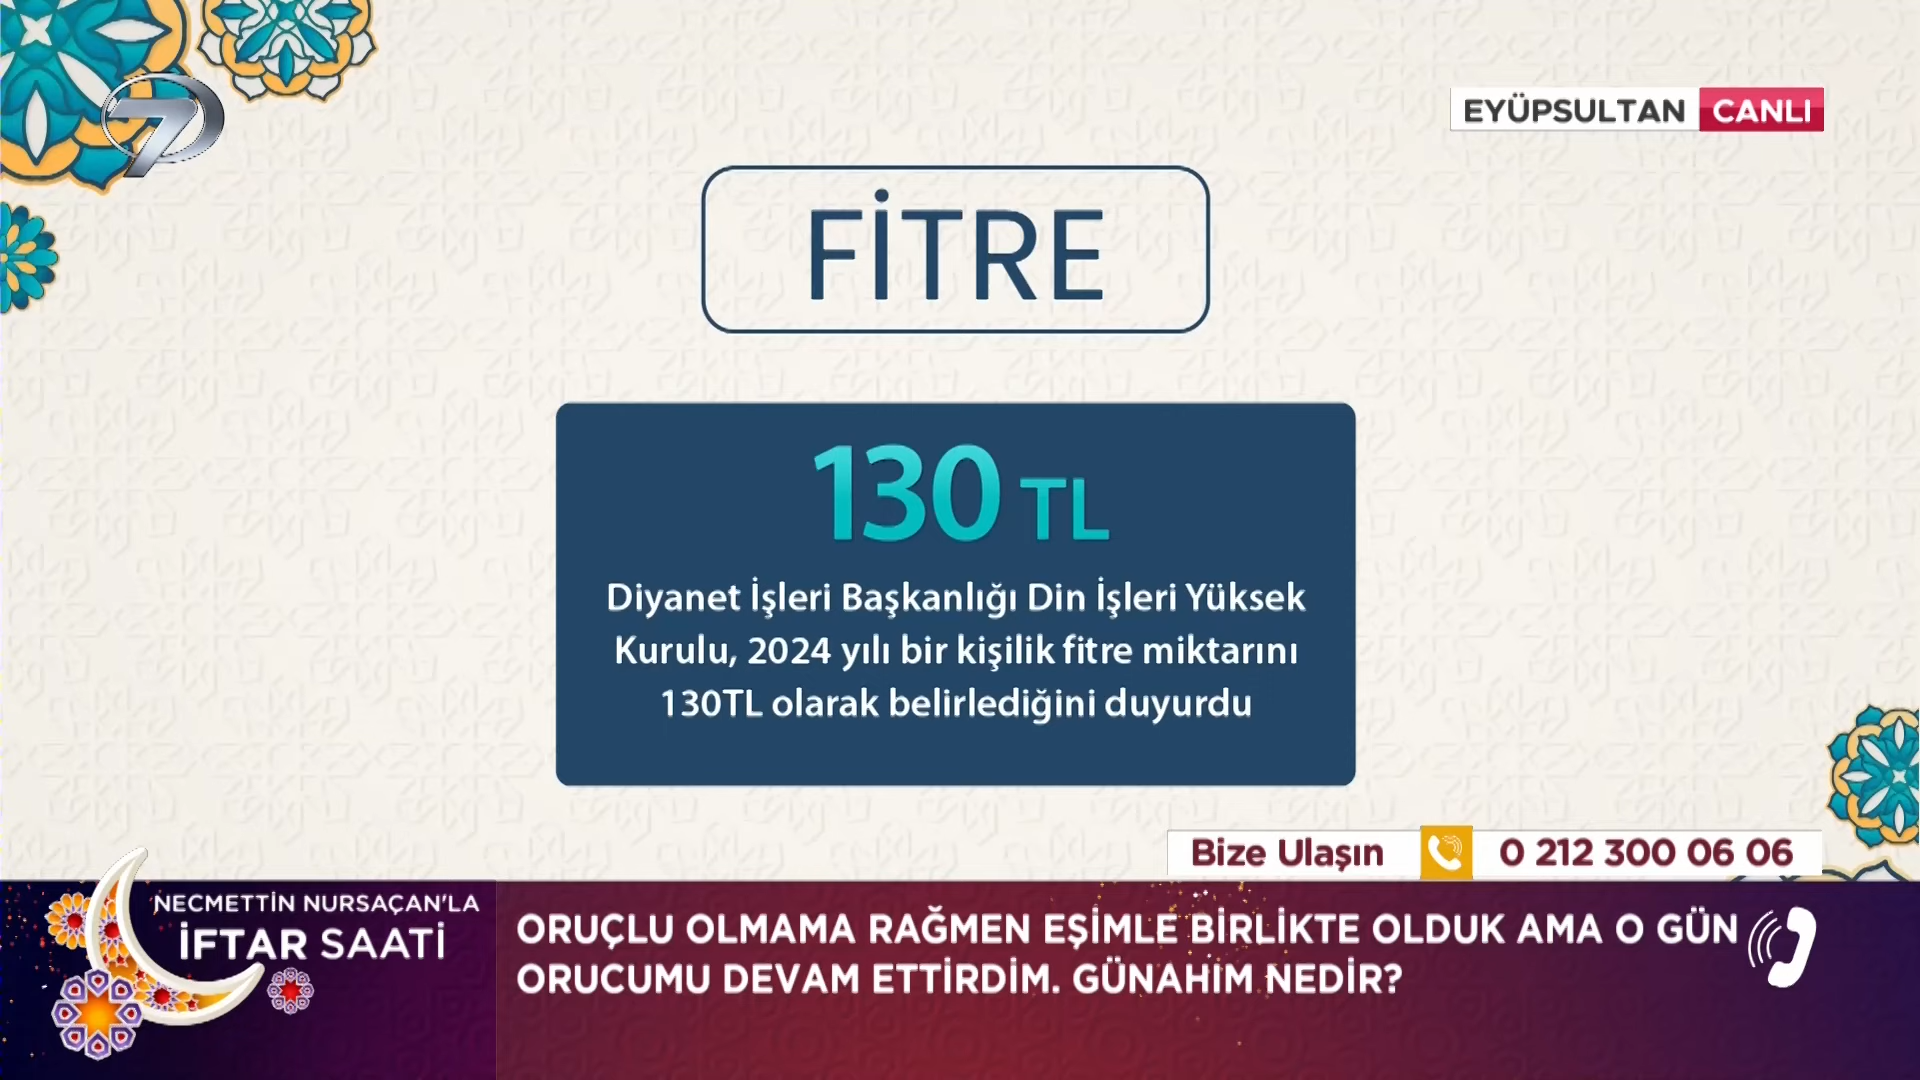 7
EYÜPSULTAN CANLI
FİTRE
130 TL
Diyanet İşleri Başkanlığı Din İşleri Yüksek
Kurulu, 2024 yılı bir kişilik fitre miktarını
130TL olarak belirlediğini duyurdu
Bize Ulaşın 0 212 300 06 06
NECMETTİN NURSAÇAN'LA
İFTAR SAATİ
ORUÇLU OLMAMA RAĞMEN EŞİMLE BİRLİKTE OLDUK AMA O GÜN
ORUCUMU DEVAM ETTİRDİM. GÜNAHIM NEDİR?